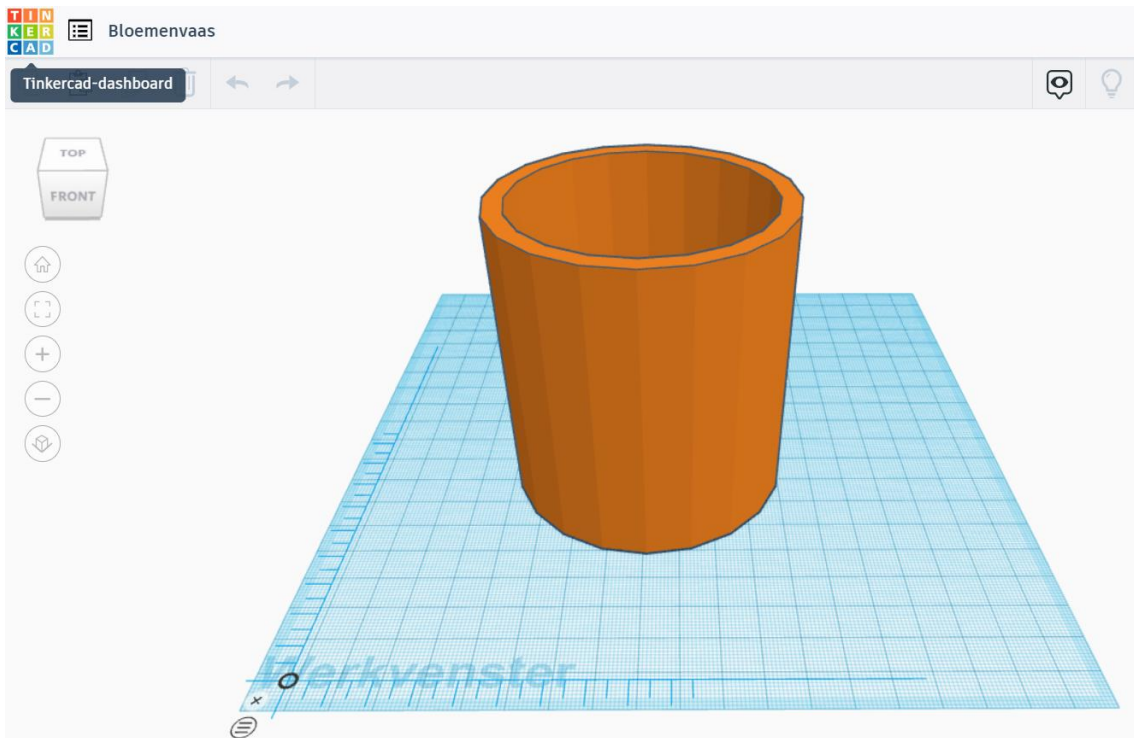 TIN
KER
CAD
Bloemenvaas
Tinkercad-dashboard
TOP
FRONT
Werkvenster